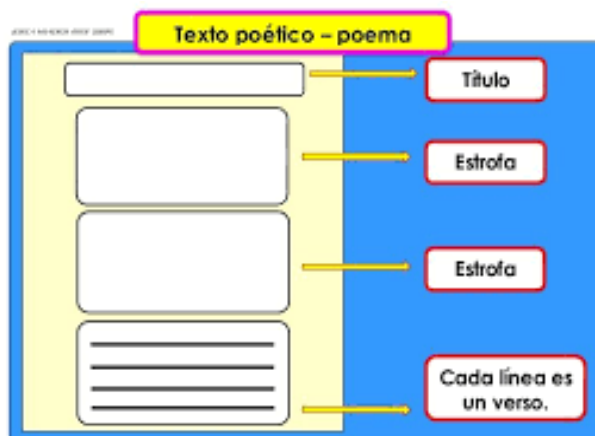 Texto poético – poema
Título
Estrofa
Estrofa
Cada línea es
un verso.